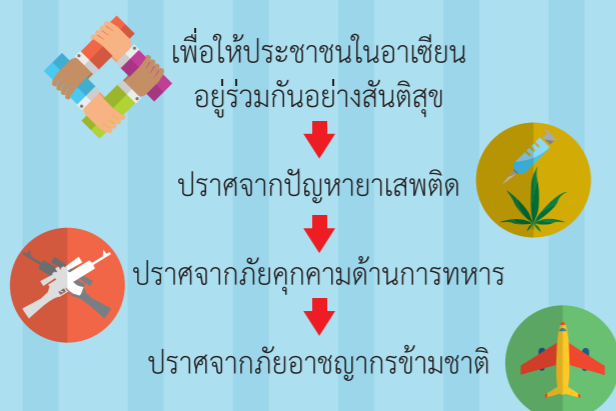 เพื่อให้ประชาชนในอาเซียน
อยู่ร่วมกันอย่างสันติสุข
ปราศจากปัญหายาเสพติด
ปราศจากภัยคุกคามด้านการทหาร
ปราศจากภัยอาชญากรข้ามชาติ